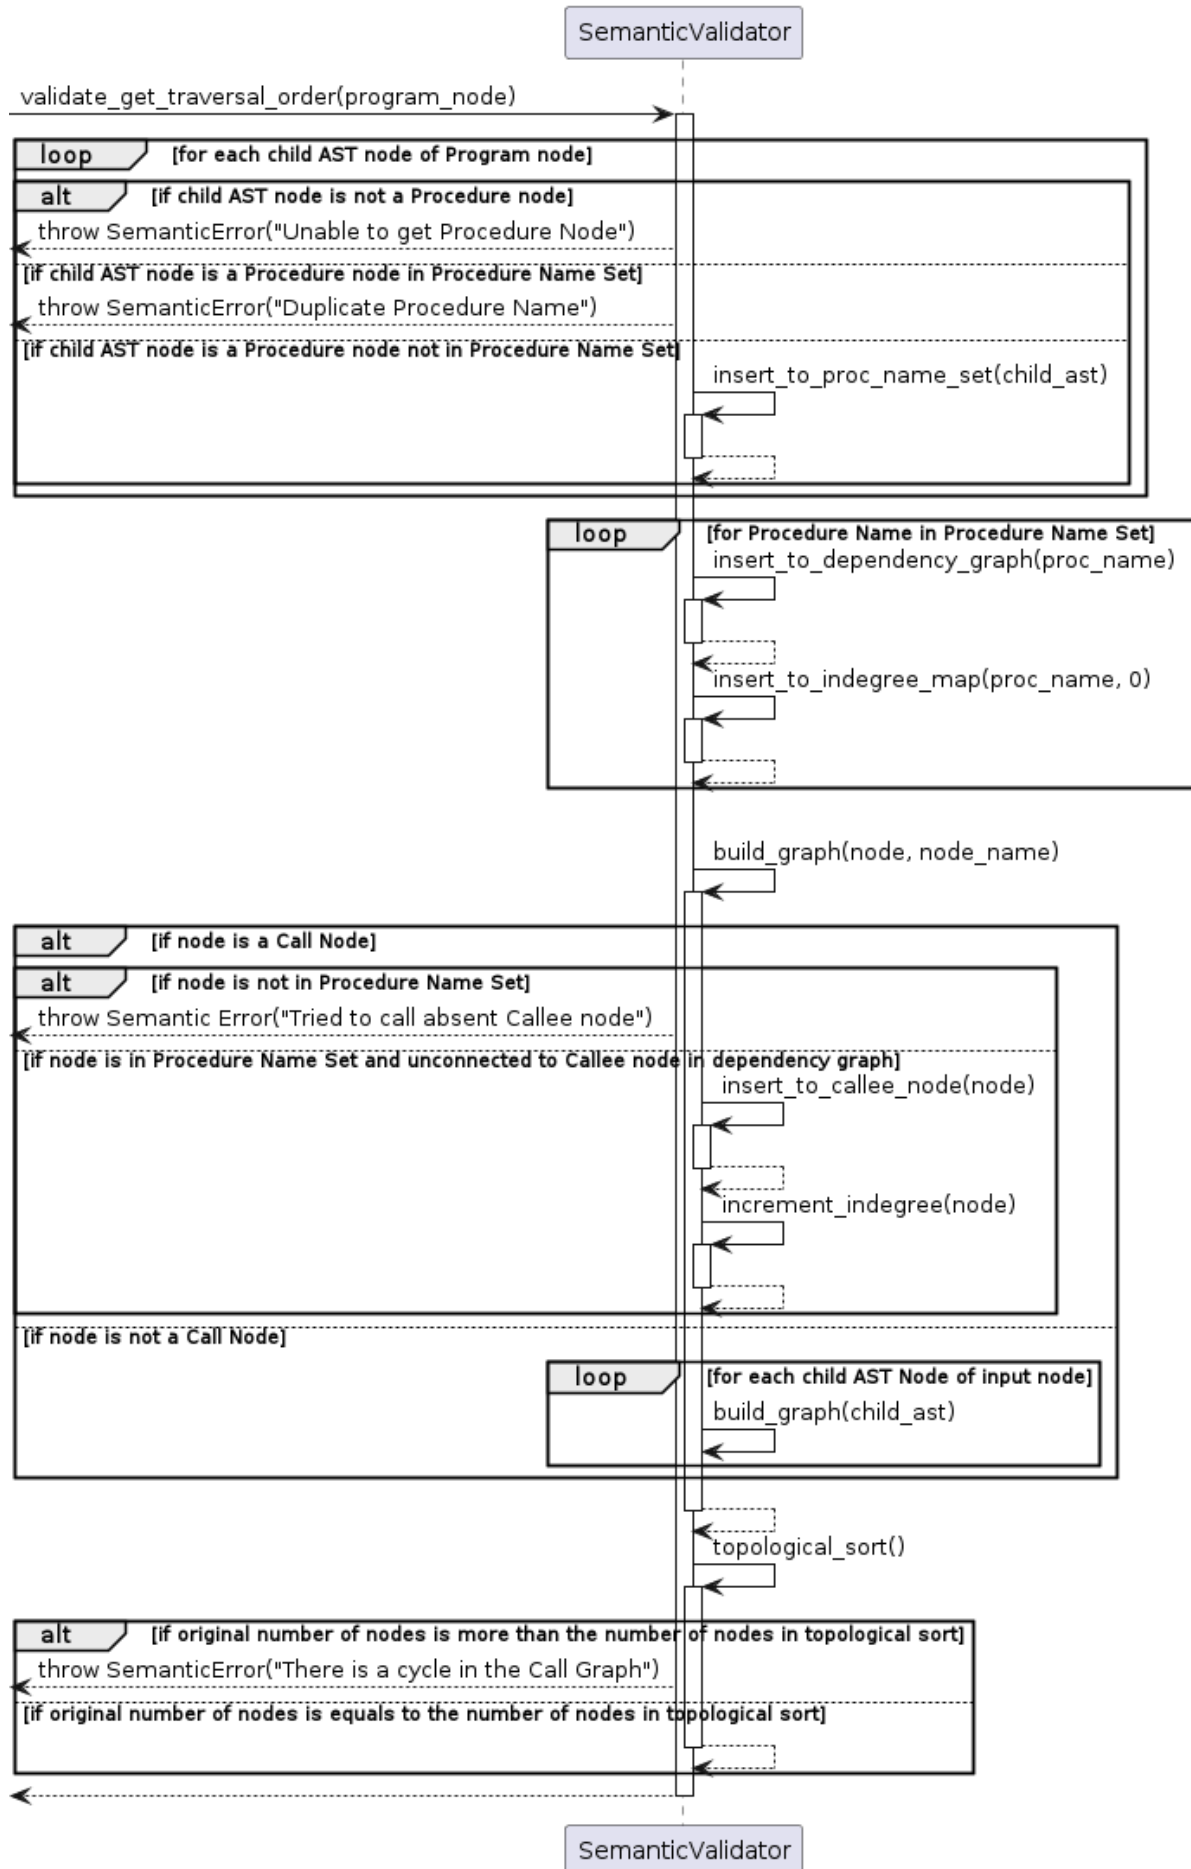 SemanticValidator
validate_get_traversal_order(program_node)
loop [for each child AST node of Program node]
alt [if child AST node is not a Procedure node]
throw SemanticError("Unable to get Procedure Node")
[if child AST node is a Procedure node in Procedure Name Set]
throw SemanticError("Duplicate Procedure Name")
[if child AST node is a Procedure node not in Procedure Name Set]
insert_to_proc_name_set(child_ast)
loop [for Procedure Name in Procedure Name Set]
insert_to_dependency_graph(proc_name)
insert_to_indegree_map(proc_name, 0)
build_graph(node, node_name)
alt [if node is a Call Node]
alt [if node is not in Procedure Name Set]
throw Semantic Error("Tried to call absent Callee node")
[if node is in Procedure Name Set and unconnected to Callee node in dependency graph]
insert_to_callee_node(node)
increment_indegree(node)
[if node is not a Call Node]
loop [for each child AST Node of input node]
build_graph(child_ast)
topological_sort()
alt [if original number of nodes is more than the number of nodes in topological sort]
throw SemanticError("There is a cycle in the Call Graph")
[if original number of nodes is equals to the number of nodes in topological sort]
SemanticValidator